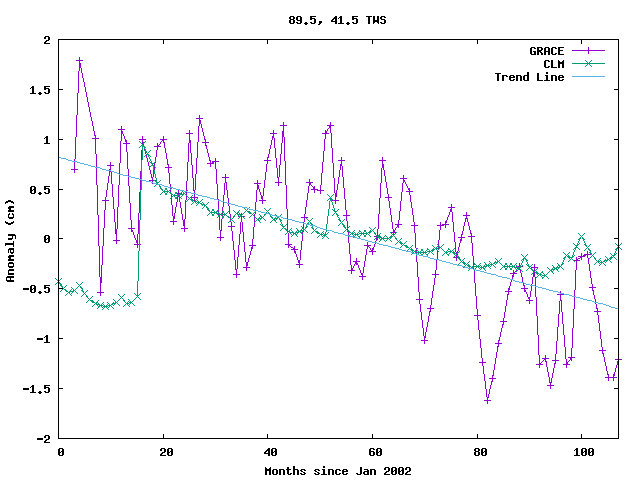 89.5, 41.5 TWS
GRACE
CLM
Trend Line
2
1.5
1
0.5
0
-0.5
-1
-1.5
-2
Anomaly (cm)
0 20 40 60 80 100
Months since Jan 2002